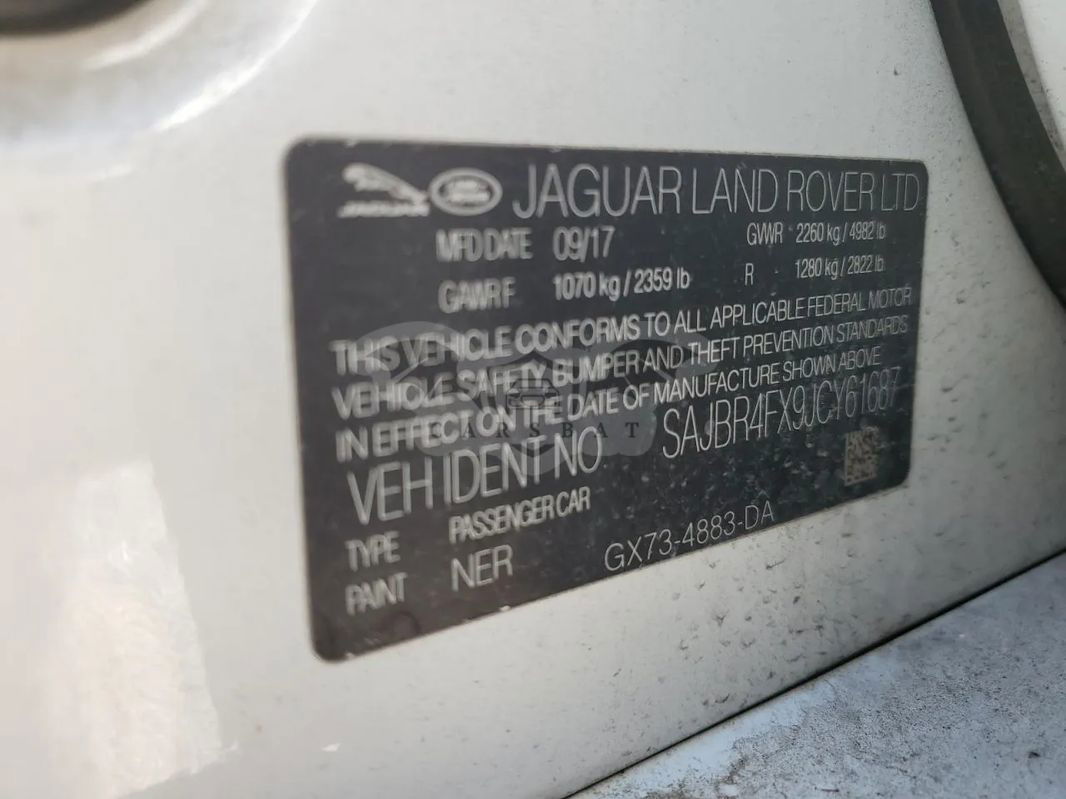 JAGUAR JAGUAR LAND ROVER LTD
MFD DATE 09/17 GVWR 2260 kg / 4982 lb
GAWR F 1070 kg / 2359 lb R 1280 kg / 2822 lb
THIS VEHICLE CONFORMS TO ALL APPLICABLE FEDERAL MOTOR
VEHICLE SAFETY, BUMPER AND THEFT PREVENTION STANDARDS
IN EFFECT ON THE DATE OF MANUFACTURE SHOWN ABOVE
CARSBAT
VEH IDENT NO SAJBR4FX9JCY61687
TYPE PASSENGER CAR
PAINT NER GX73-4883-DA